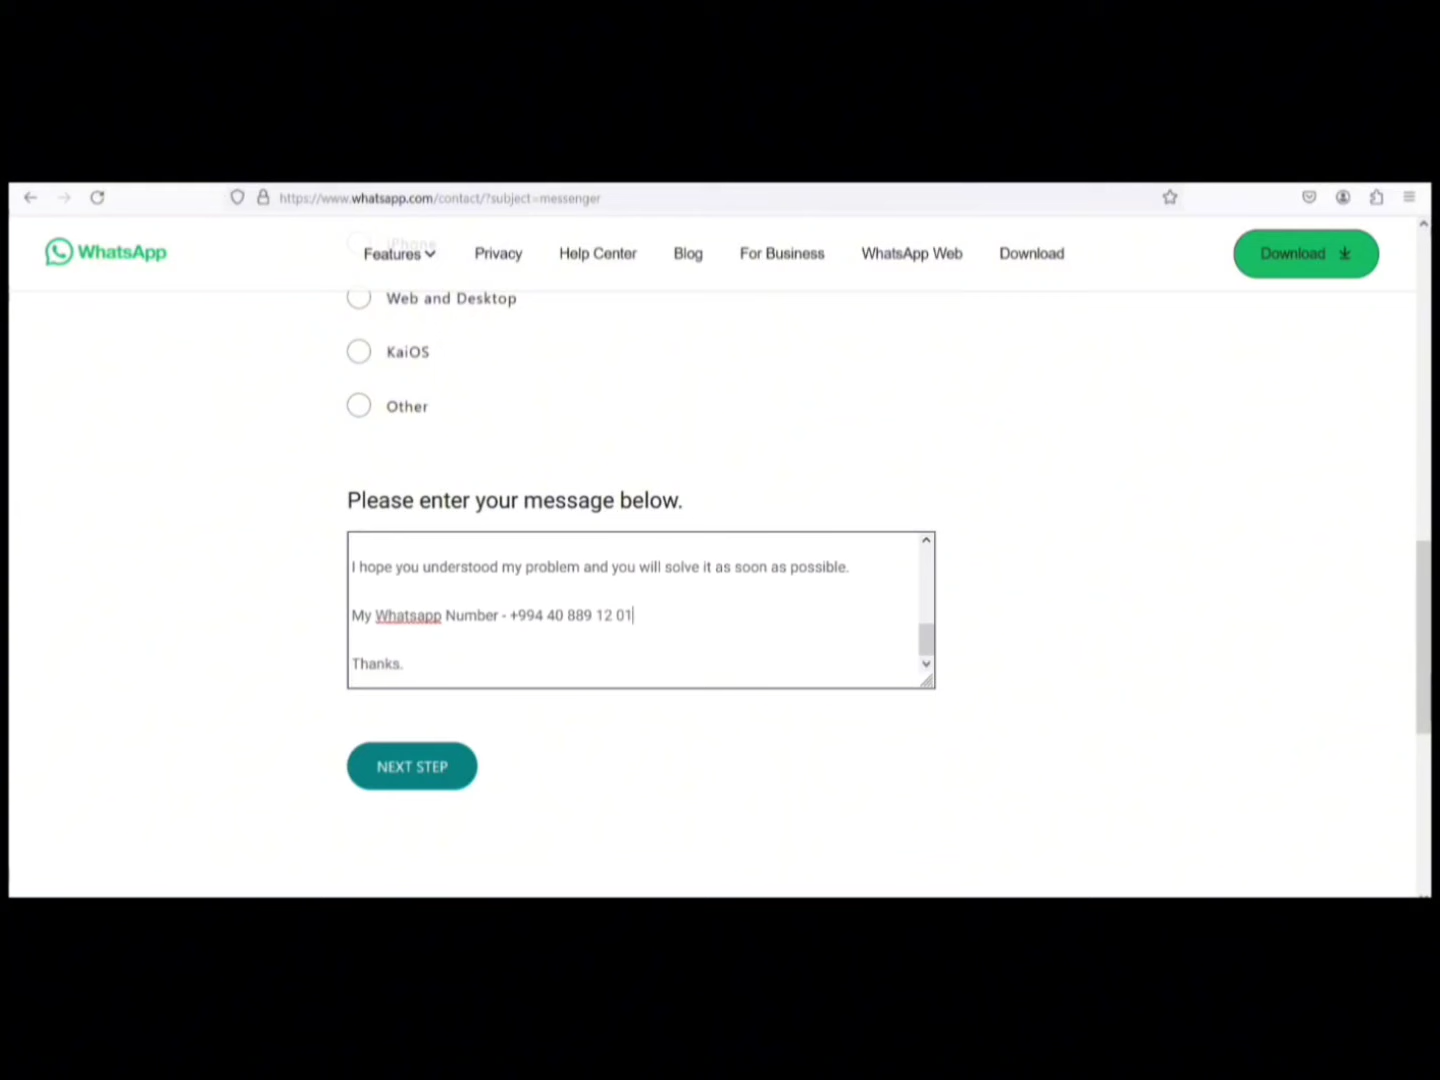 https://www.whatsapp.com/contact/?subject=messenger
WhatsApp
iPhone
Features
Privacy
Help Center
Blog
For Business
WhatsApp Web
Download
Download
Web and Desktop
KaiOS
Other
Please enter your message below.
I hope you understood my problem and you will solve it as soon as possible.
My Whatsapp Number - +994 40 889 12 01
Thanks.
NEXT STEP